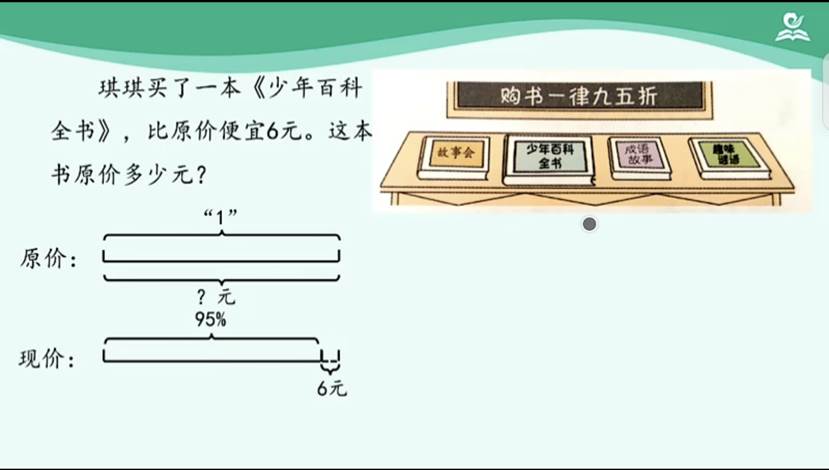 琪琪买了一本《少年百科
全书》，比原价便宜6元。这本
书原价多少元？
购书一律九五折
故事会
少年百科
全书
成语
故事
趣味
谜语
“1”
原价：
？元
95%
现价：
6元